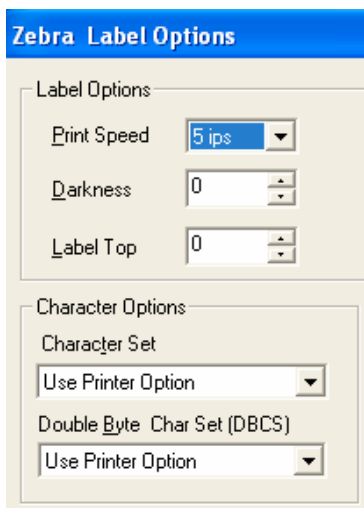 Zebra Label Options
Label Options
Print Speed 5 ips
Darkness 0
Label Top 0
Character Options
Character Set
Use Printer Option
Double Byte Char Set (DBCS)
Use Printer Option